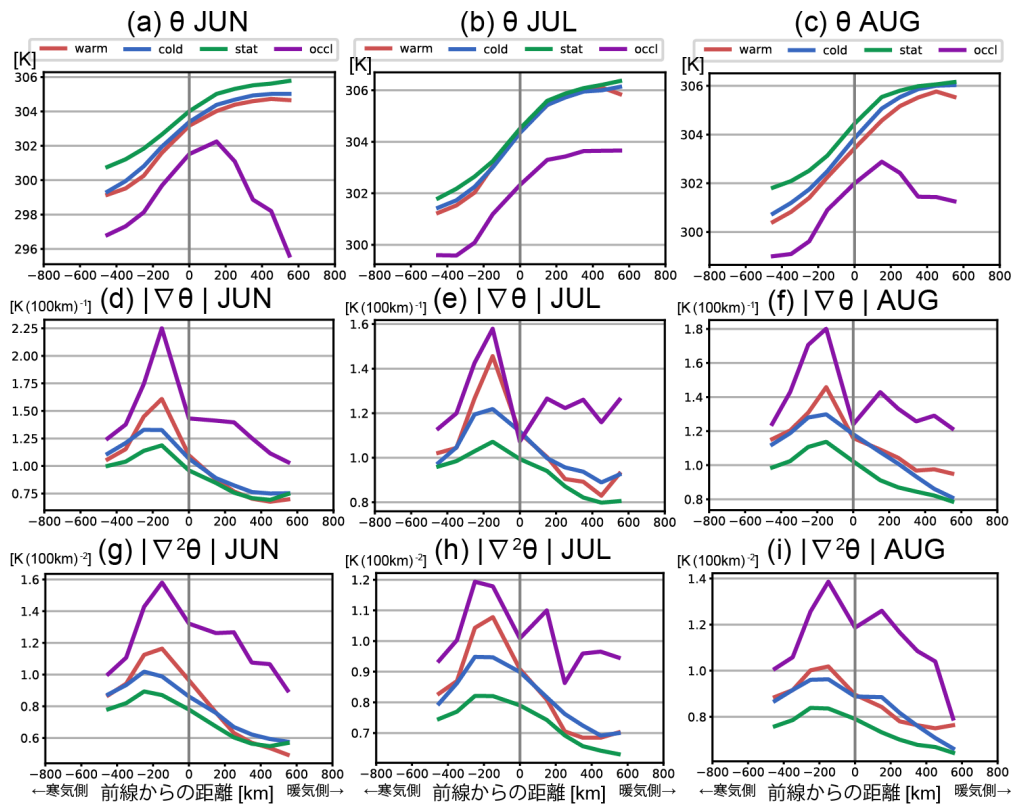 (a) θ JUN (b) θ JUL (c) θ AUG
[K] warm cold stat occl [K] warm cold stat occl [K] warm cold stat occl
306 304 302 300 298 296
−800 −600 −400 −200 0 200 400 600 800
306 304 302 300
−800 −600 −400 −200 0 200 400 600 800
306 304 302 300
−800 −600 −400 −200 0 200 400 600 800
[K (100km)⁻¹] (d) |∇θ| JUN [K (100km)⁻¹] (e) |∇θ| JUL [K (100km)⁻¹] (f) |∇θ| AUG
2.25 2.00 1.75 1.50 1.25 1.00 0.75
−800 −600 −400 −200 0 200 400 600 800
1.6 1.4 1.2 1.0 0.8
−800 −600 −400 −200 0 200 400 600 800
1.8 1.6 1.4 1.2 1.0 0.8
−800 −600 −400 −200 0 200 400 600 800
[K (100km)⁻²] (g) |∇²θ| JUN [K (100km)⁻²] (h) |∇²θ| JUL [K (100km)⁻²] (i) |∇²θ| AUG
1.6 1.4 1.2 1.0 0.8 0.6
−800 −600 −400 −200 0 200 400 600 800
1.2 1.1 1.0 0.9 0.8 0.7
−800 −600 −400 −200 0 200 400 600 800
1.4 1.2 1.0 0.8
−800 −600 −400 −200 0 200 400 600 800
←寒気側 前線からの距離 [km] 暖気側→ ←寒気側 前線からの距離 [km] 暖気側→ ←寒気側 前線からの距離 [km] 暖気側→